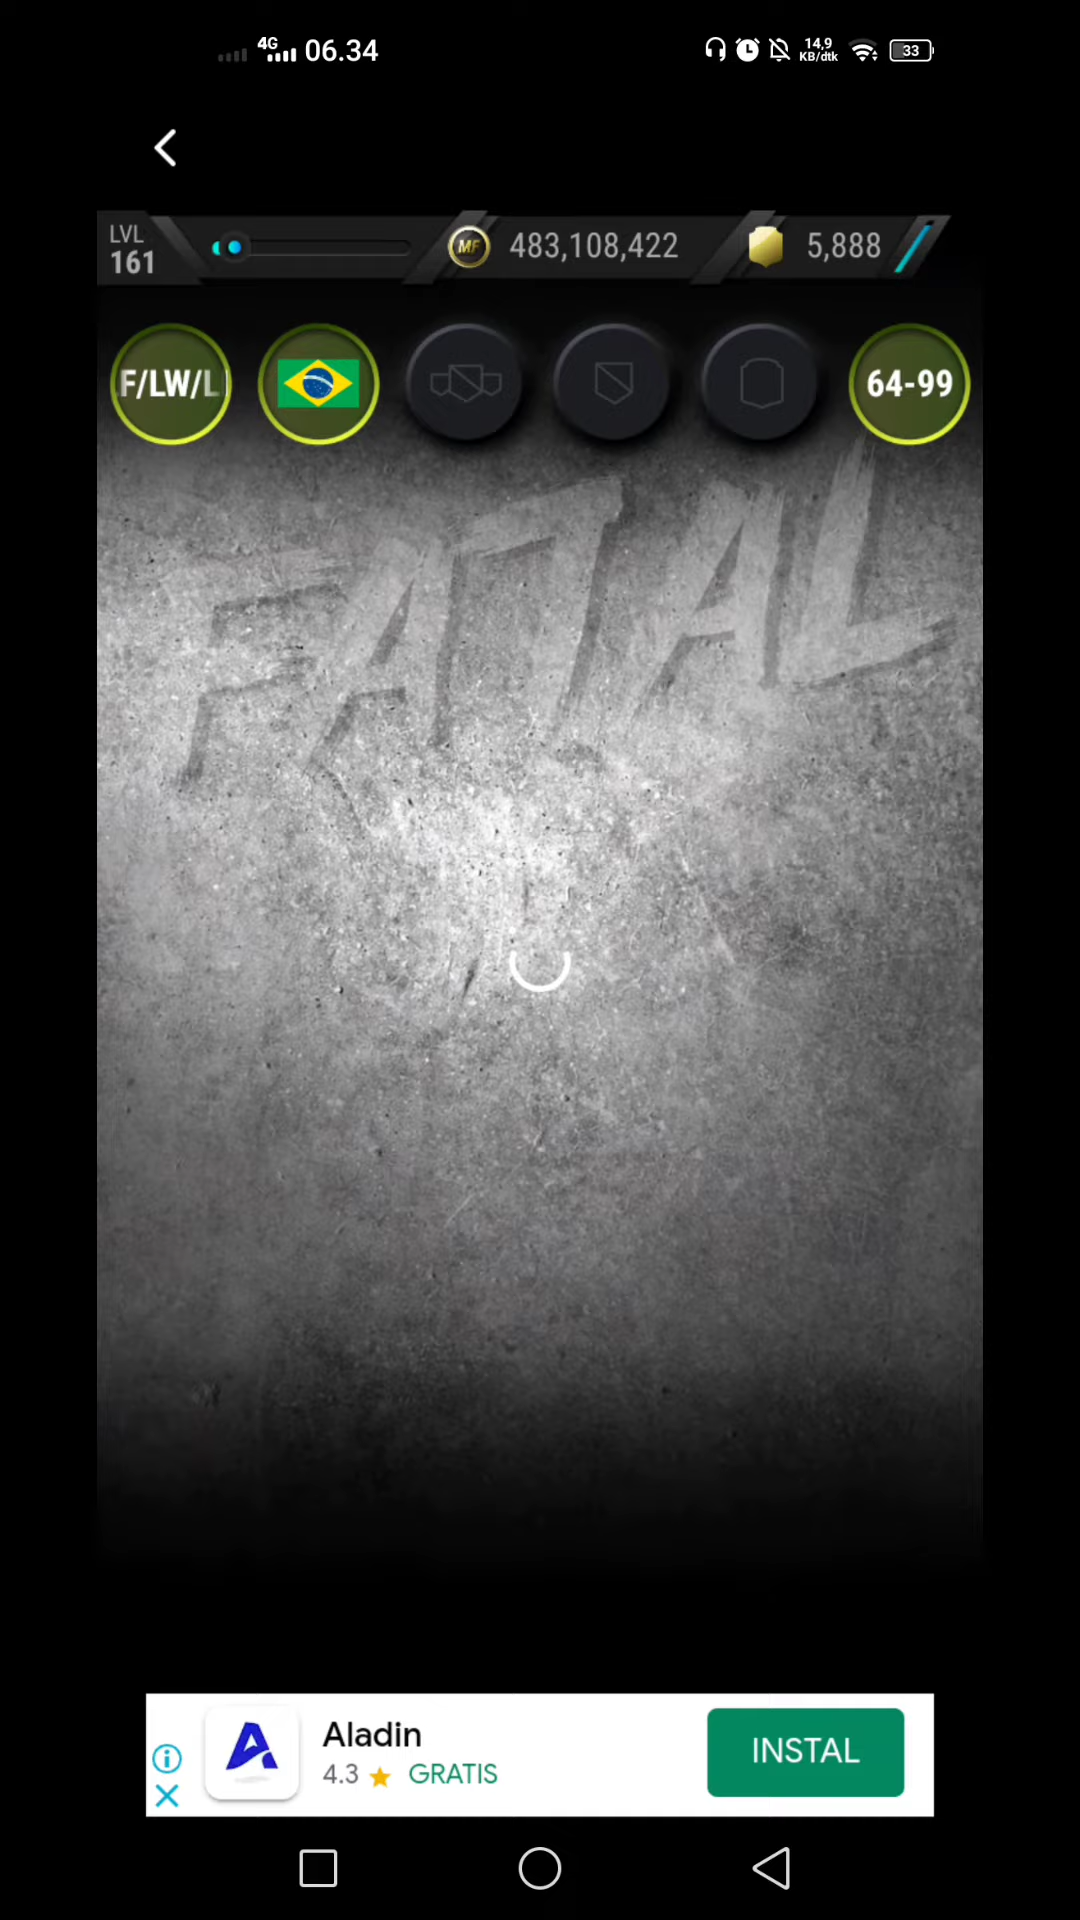 4G 06.34 14,9 KB/dtk 33
LVL 161 MF 483,108,422 5,888
F/LW/L 64-99
FATAL
Aladin
4.3 GRATIS
INSTAL